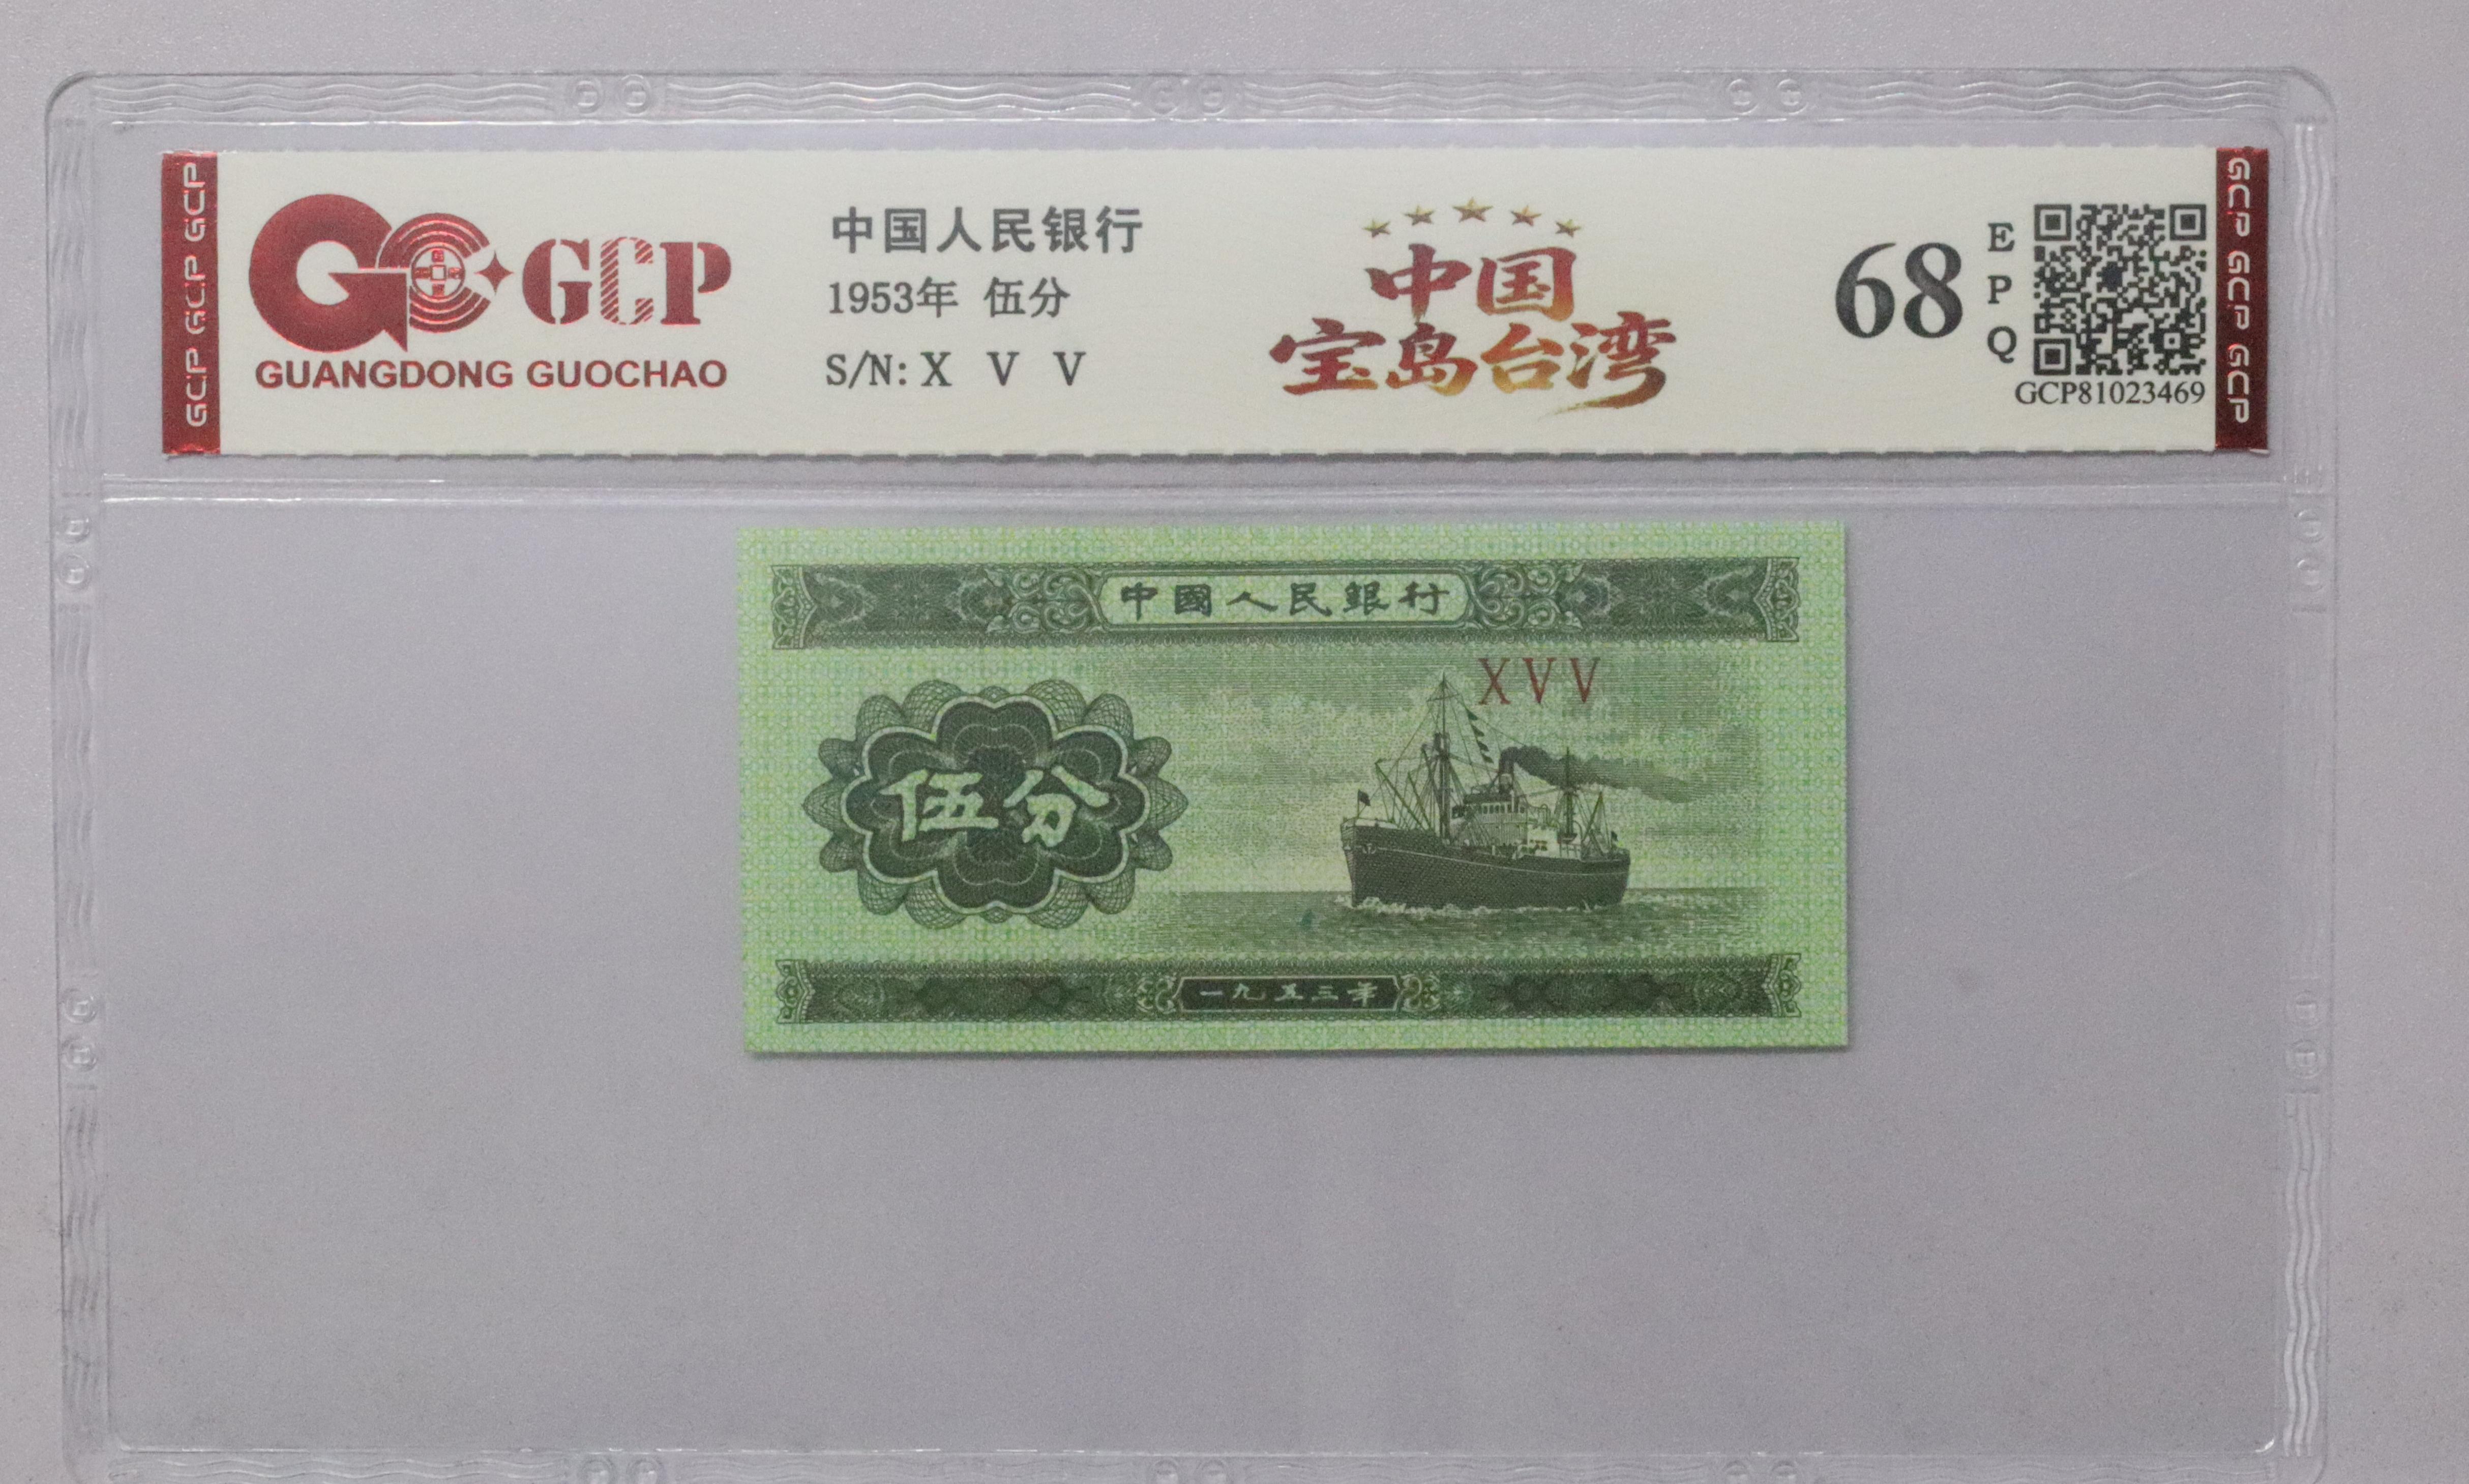 GCP GCP GCP
GCP
GUANGDONG GUOCHAO
中国人民银行
1953年 伍分
S/N: X V V
中国
宝岛台湾
68
E
P
Q
GCP81023469
GCP GCP GCP
中國人民銀行
XVV
伍分
一九五三年